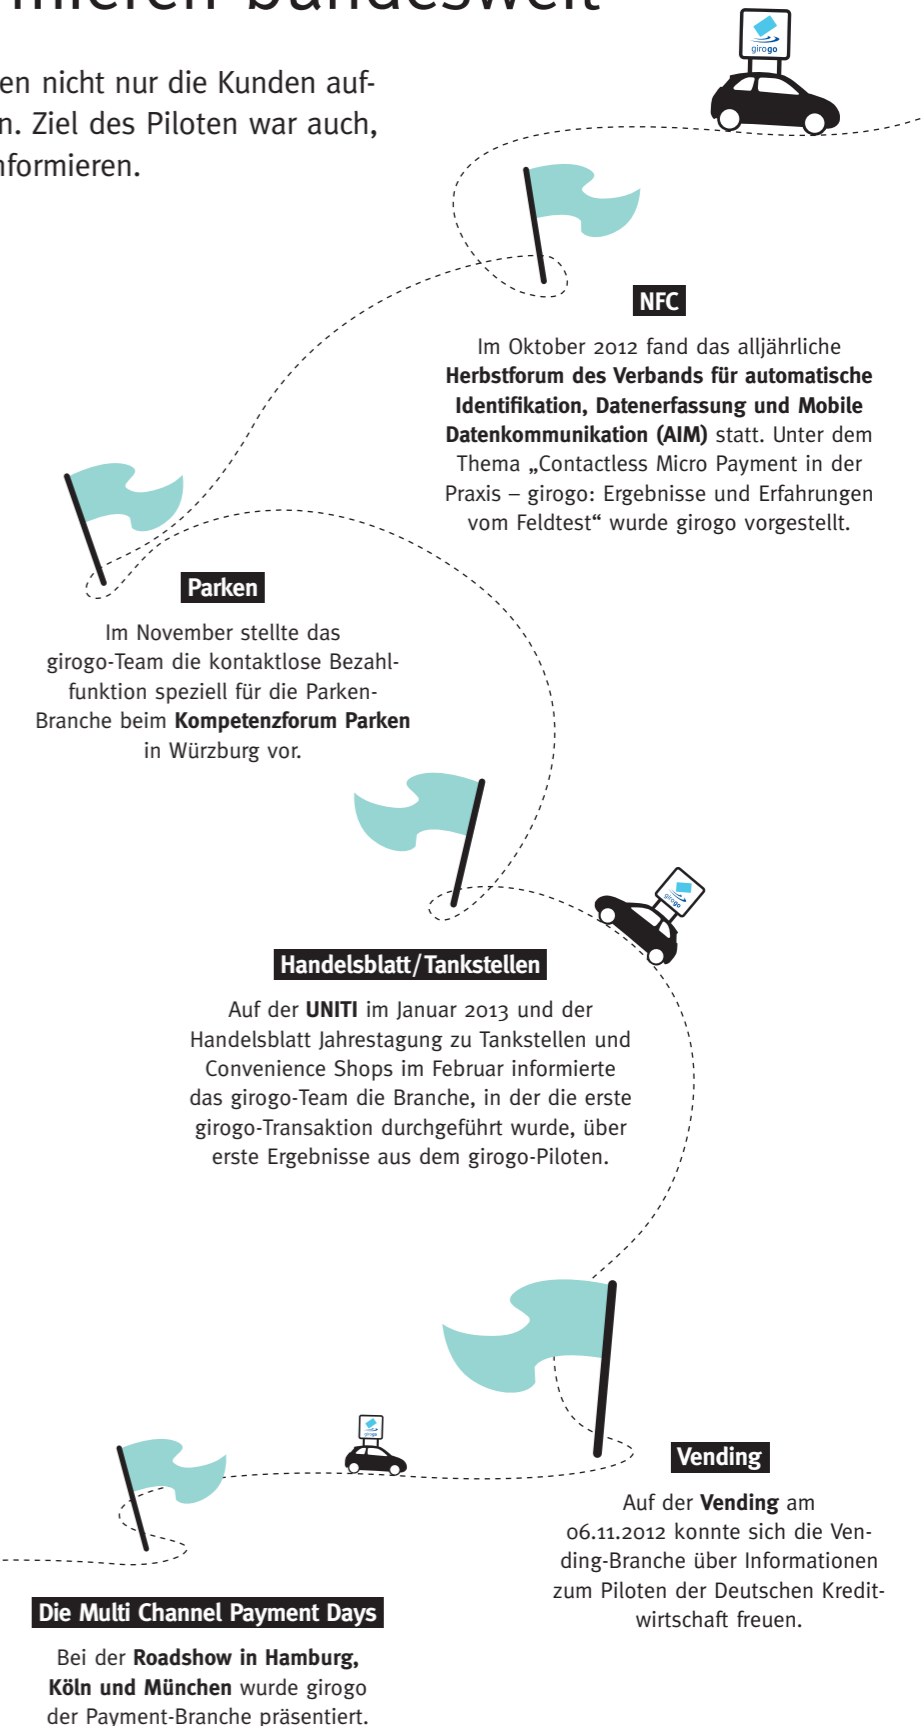 mieren bundesweit
en nicht nur die Kunden auf-
n. Ziel des Piloten war auch,
nformieren.
girogo
NFC
Im Oktober 2012 fand das alljährliche
Herbstforum des Verbands für automatische
Identifikation, Datenerfassung und Mobile
Datenkommunikation (AIM) statt. Unter dem
Thema „Contactless Micro Payment in der
Praxis – girogo: Ergebnisse und Erfahrungen
vom Feldtest“ wurde girogo vorgestellt.
Parken
Im November stellte das
girogo-Team die kontaktlose Bezahl-
funktion speziell für die Parken-
Branche beim Kompetenzforum Parken
in Würzburg vor.
girogo
Handelsblatt/Tankstellen
Auf der UNITI im Januar 2013 und der
Handelsblatt Jahrestagung zu Tankstellen und
Convenience Shops im Februar informierte
das girogo-Team die Branche, in der die erste
girogo-Transaktion durchgeführt wurde, über
erste Ergebnisse aus dem girogo-Piloten.
girogo
Vending
Auf der Vending am
06.11.2012 konnte sich die Ven-
ding-Branche über Informationen
zum Piloten der Deutschen Kredit-
wirtschaft freuen.
Die Multi Channel Payment Days
Bei der Roadshow in Hamburg,
Köln und München wurde girogo
der Payment-Branche präsentiert.